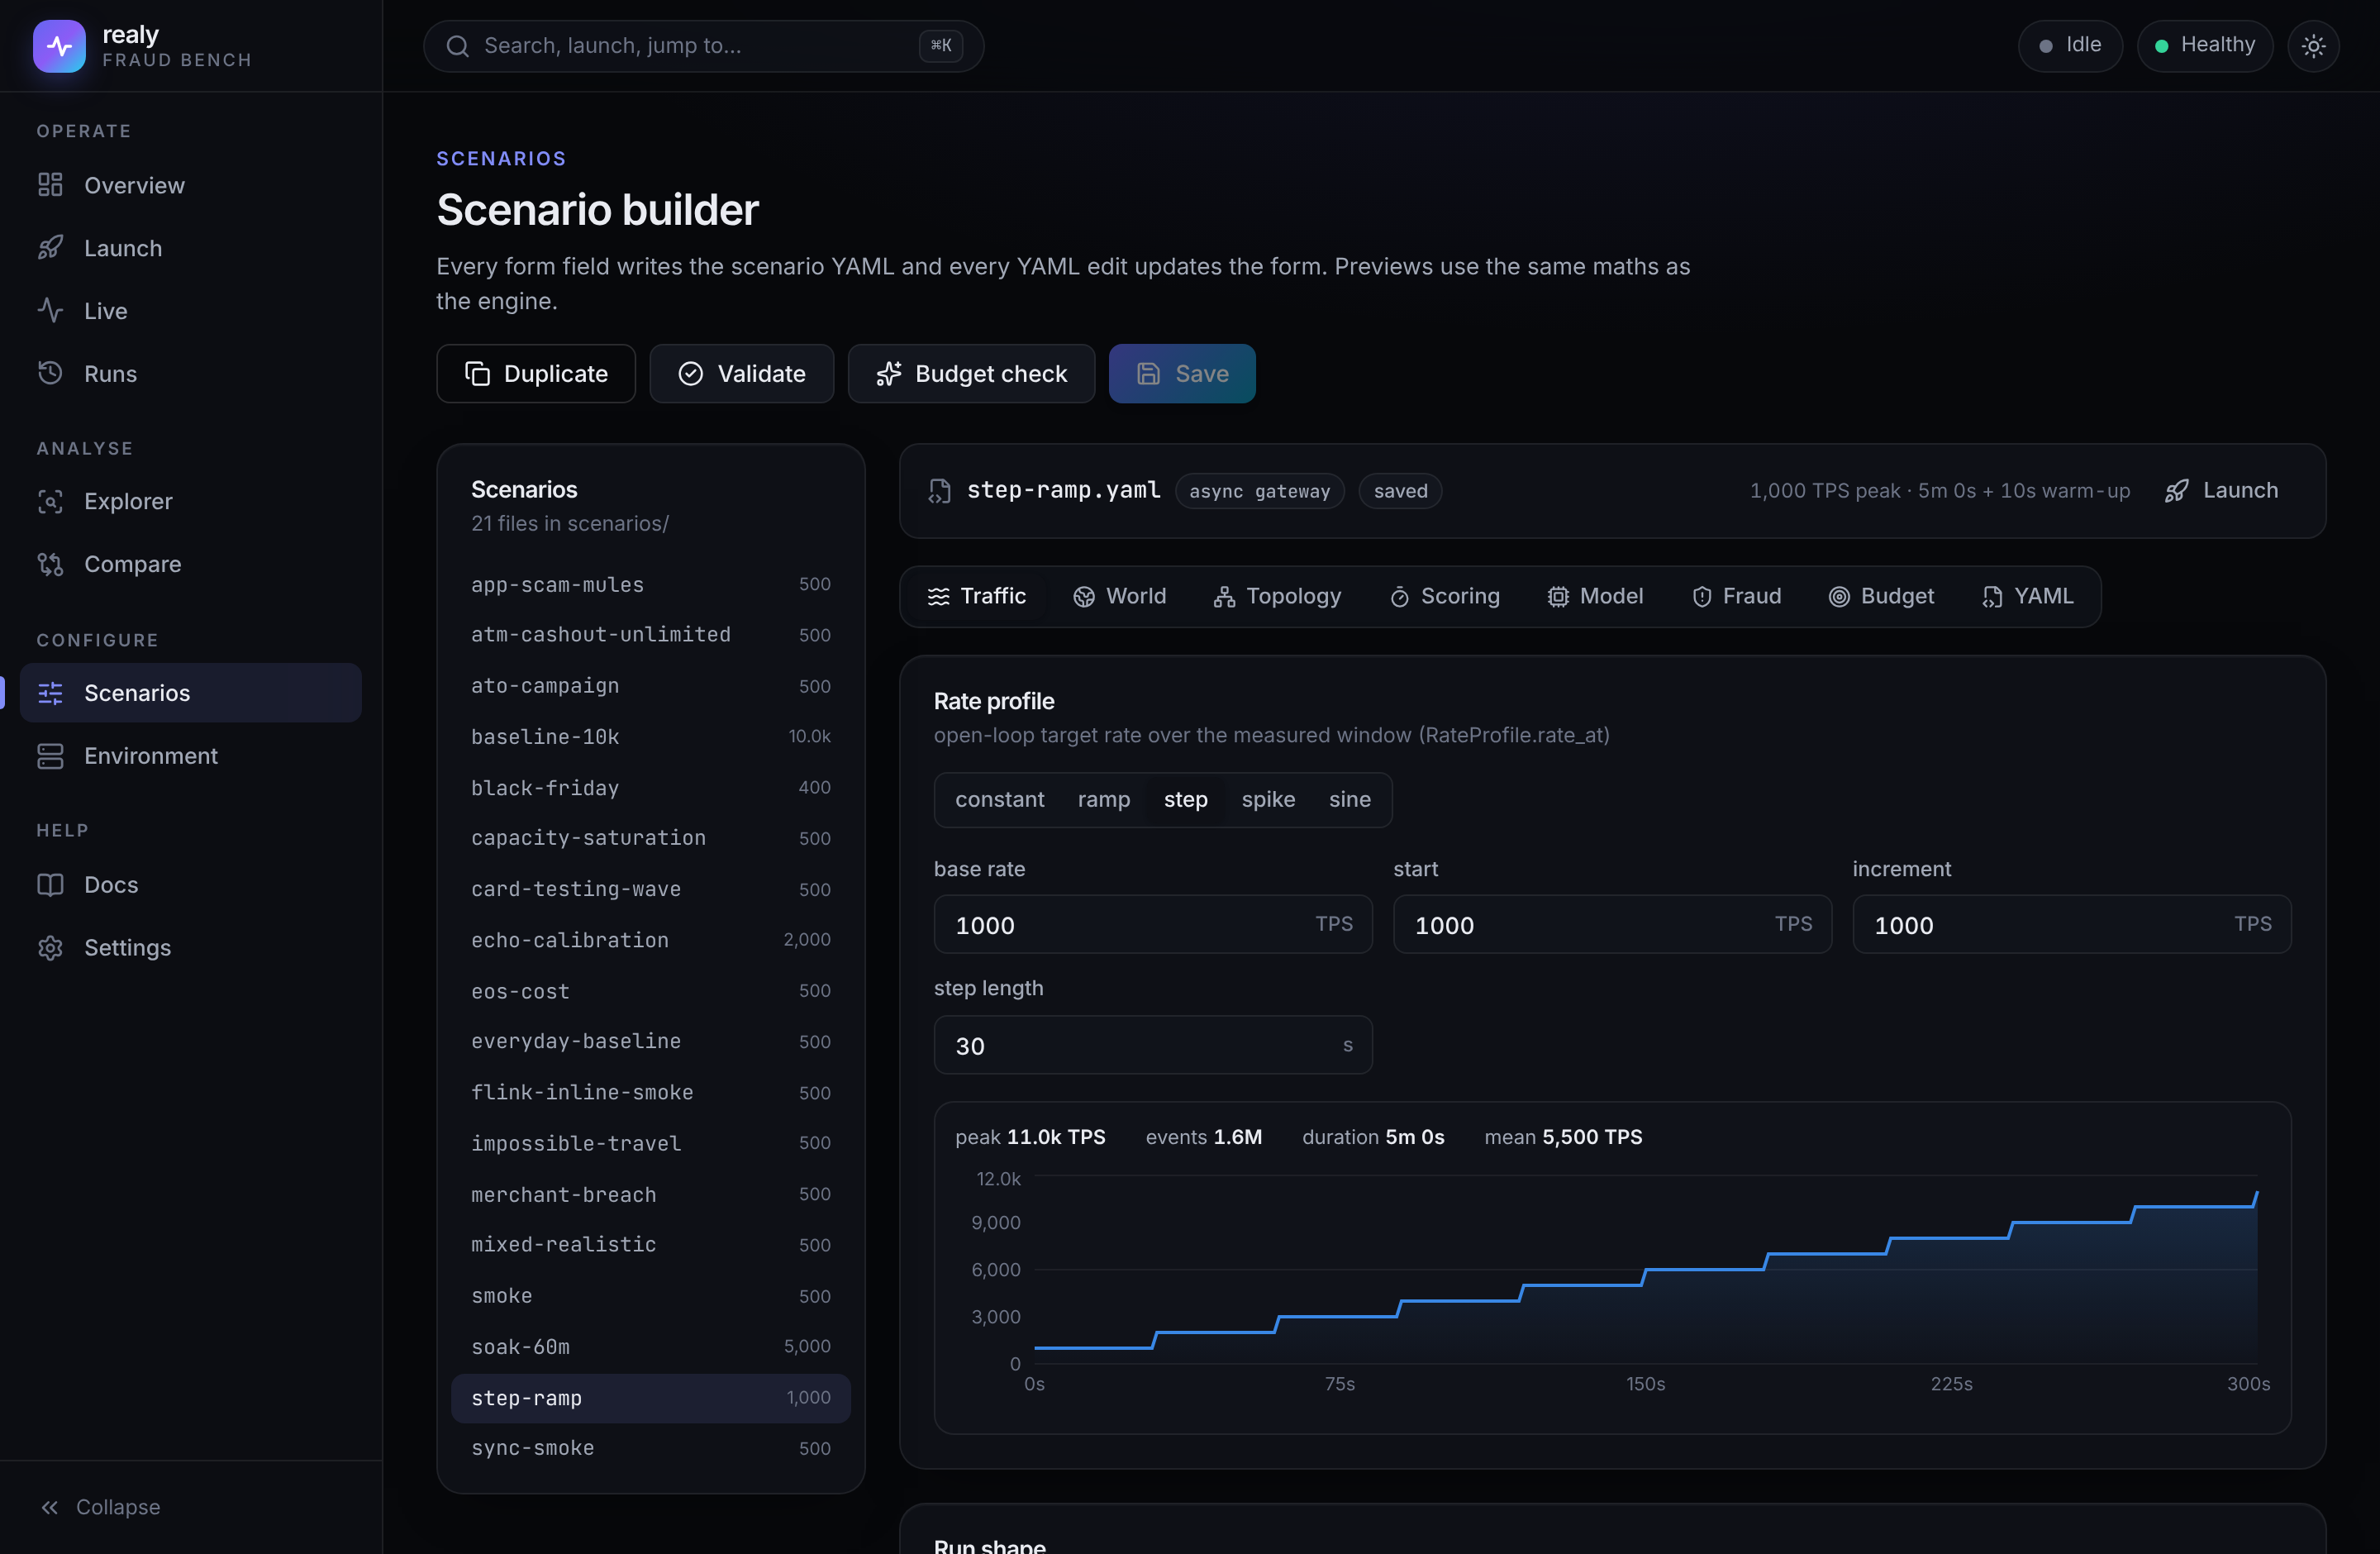 realy
FRAUD BENCH
Search, launch, jump to...
⌘K
Idle
Healthy
OPERATE
Overview
Launch
Live
Runs
ANALYSE
Explorer
Compare
CONFIGURE
Scenarios
Environment
HELP
Docs
Settings
Collapse
SCENARIOS
Scenario builder
Every form field writes the scenario YAML and every YAML edit updates the form. Previews use the same maths as
the engine.
Duplicate
Validate
Budget check
Save
Scenarios
21 files in scenarios/
app-scam-mules 500
atm-cashout-unlimited 500
ato-campaign 500
baseline-10k 10.0k
black-friday 400
capacity-saturation 500
card-testing-wave 500
echo-calibration 2,000
eos-cost 500
everyday-baseline 500
flink-inline-smoke 500
impossible-travel 500
merchant-breach 500
mixed-realistic 500
smoke 500
soak-60m 5,000
step-ramp 1,000
sync-smoke 500
step-ramp.yaml async gateway saved 1,000 TPS peak · 5m 0s + 10s warm-up Launch
Traffic World Topology Scoring Model Fraud Budget YAML
Rate profile
open-loop target rate over the measured window (RateProfile.rate_at)
constant ramp step spike sine
base rate start increment
1000 TPS 1000 TPS 1000 TPS
step length
30 s
peak 11.0k TPS events 1.6M duration 5m 0s mean 5,500 TPS
12.0k
9,000
6,000
3,000
0
0s 75s 150s 225s 300s
Run shape